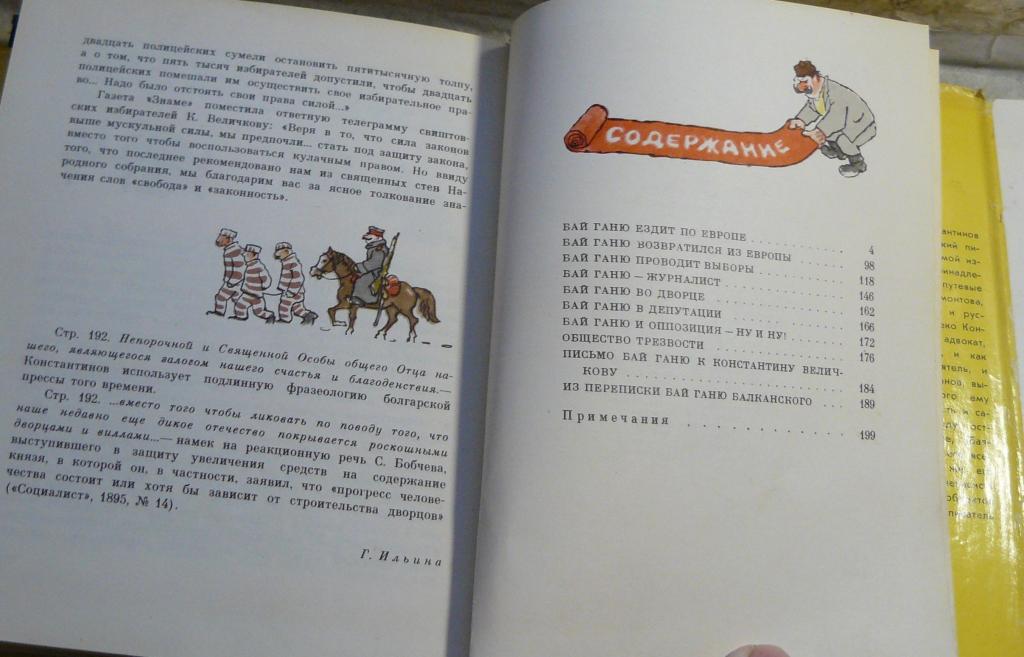 двадцать полицейских сумели остановить пятитысячную толпу,
а о том, что пять тысяч избирателей допустили, чтобы двадцать
полицейских помешали им осуществить свое избирательное пра-
во... Надо было отстоять свои права силой...»
Газета «Знаме» поместила ответную телеграмму свиштов-
ских избирателей К. Величкову: «Веря в то, что сила законов
выше мускульной силы, мы предпочли... стать под защиту закона,
вместо того чтобы воспользоваться кулачным правом. Но ввиду
того, что последнее рекомендовано нам из священных стен На-
родного собрания, мы благодарим вас за ясное толкование зна-
чения слов «свобода» и «законность».
Стр. 192. Непорочной и Священной Особы общего Отца на-
шего, являющегося залогом нашего счастья и благоденствия.—
Константинов использует подлинную фразеологию болгарской
прессы того времени.
Стр. 192. ...вместо того чтобы ликовать по поводу того, что
наше недавно еще дикое отечество покрывается роскошными
дворцами и виллами...— намек на реакционную речь С. Бобчева,
выступившего в защиту увеличения средств на содержание
князя, в которой он, в частности, заявил, что «прогресс челове-
чества состоит или хотя бы зависит от строительства дворцов»
(«Социалист», 1895, № 14).
Г. Ильина
СОДЕРЖАНИЕ
БАЙ ГАНЮ ЕЗДИТ ПО ЕВРОПЕ . . . . . . . . 4
БАЙ ГАНЮ ВОЗВРАТИЛСЯ ИЗ ЕВРОПЫ . . . . . 98
БАЙ ГАНЮ ПРОВОДИТ ВЫБОРЫ . . . . . . . . 118
БАЙ ГАНЮ — ЖУРНАЛИСТ . . . . . . . . . . 146
БАЙ ГАНЮ ВО ДВОРЦЕ . . . . . . . . . . . 162
БАЙ ГАНЮ В ДЕПУТАЦИИ . . . . . . . . . . 166
БАЙ ГАНЮ И ОППОЗИЦИЯ — НУ И НУ! . . . . . 172
ОБЩЕСТВО ТРЕЗВОСТИ . . . . . . . . . . . 176
ПИСЬМО БАЙ ГАНЮ К КОНСТАНТИНУ ВЕЛИЧ-
КОВУ . . . . . . . . . . . . . . . . . 184
ИЗ ПЕРЕПИСКИ БАЙ ГАНЮ БАЛКАНСКОГО . . . 189
Примечания . . . . . . . . . . . 199